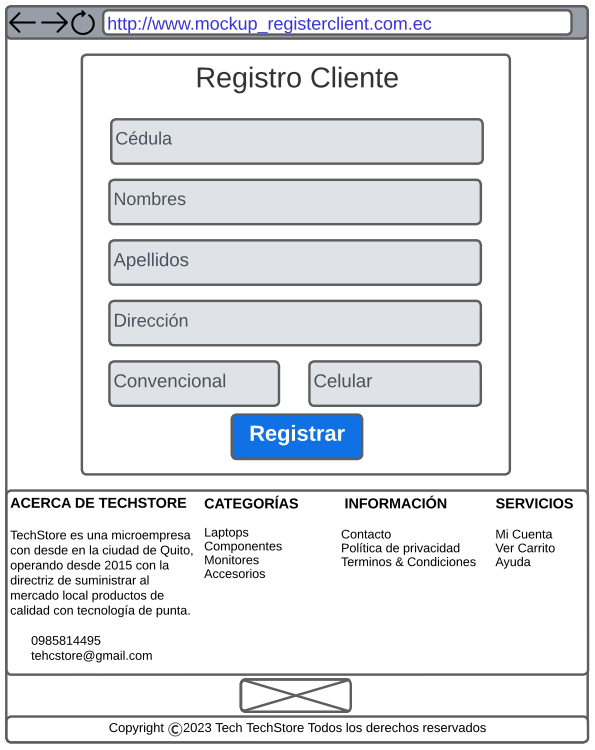 http://www.mockup_registerclient.com.ec
Registro Cliente
Cédula
Nombres
Apellidos
Dirección
Convencional
Celular
Registrar
ACERCA DE TECHSTORE
TechStore es una microempresa
con desde en la ciudad de Quito,
operando desde 2015 con la
directriz de suministrar al
mercado local productos de
calidad con tecnología de punta.
0985814495
tehcstore@gmail.com
CATEGORÍAS
Laptops
Componentes
Monitores
Accesorios
INFORMACIÓN
Contacto
Política de privacidad
Terminos & Condiciones
SERVICIOS
Mi Cuenta
Ver Carrito
Ayuda
Copyright ©2023 Tech TechStore Todos los derechos reservados